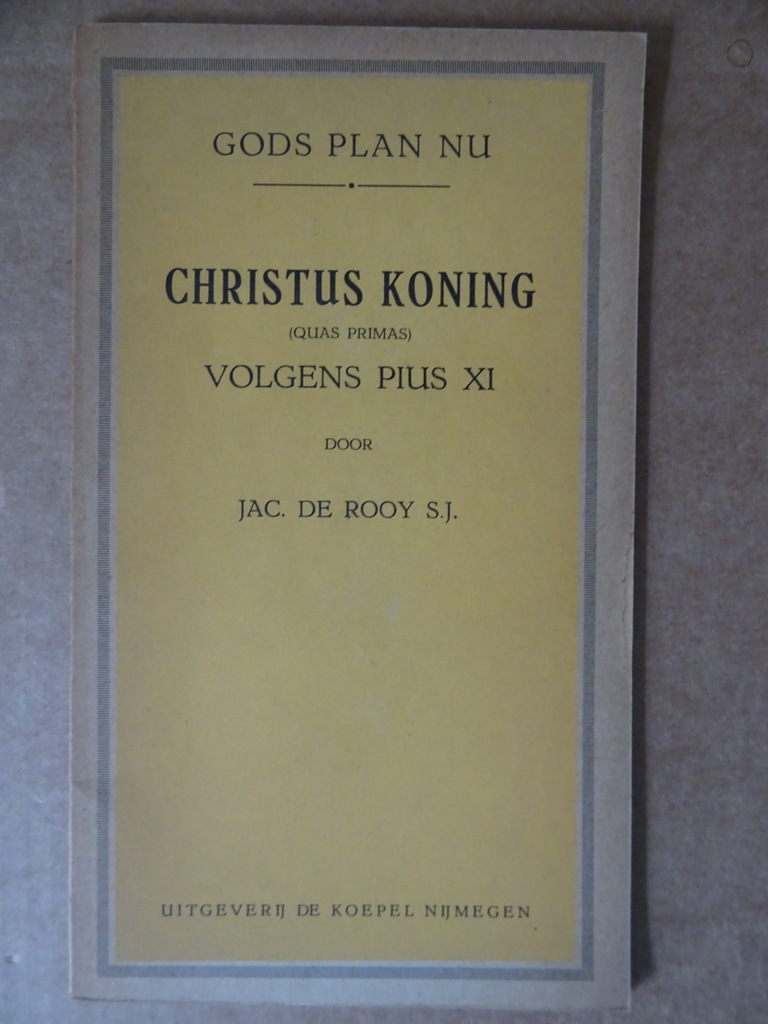 GODS PLAN NU
CHRISTUS KONING
(QUAS PRIMAS)
VOLGENS PIUS XI
DOOR
JAC. DE ROOY S.J.
UITGEVERIJ DE KOEPEL NIJMEGEN